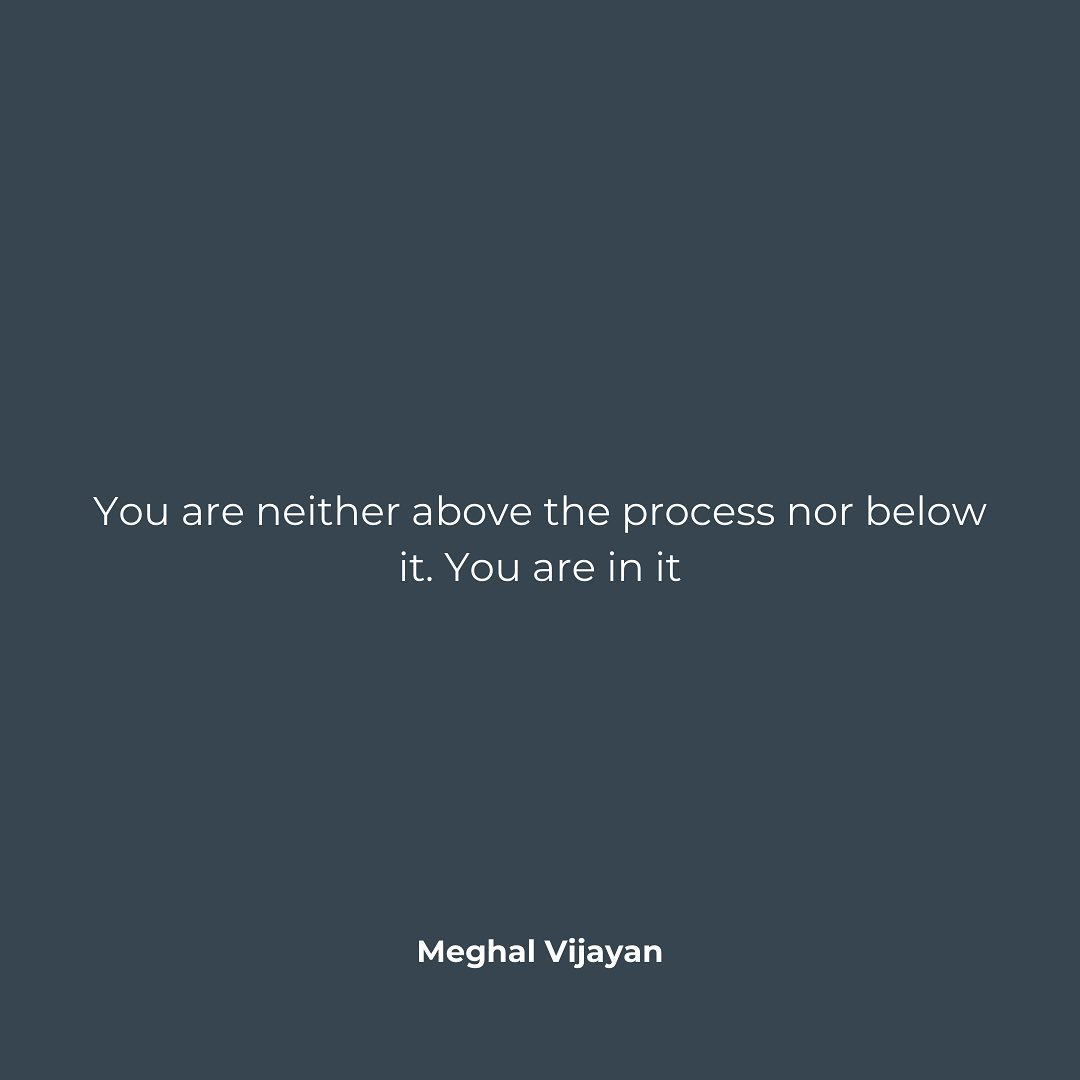 You are neither above the process nor below
it. You are in it
Meghal Vijayan